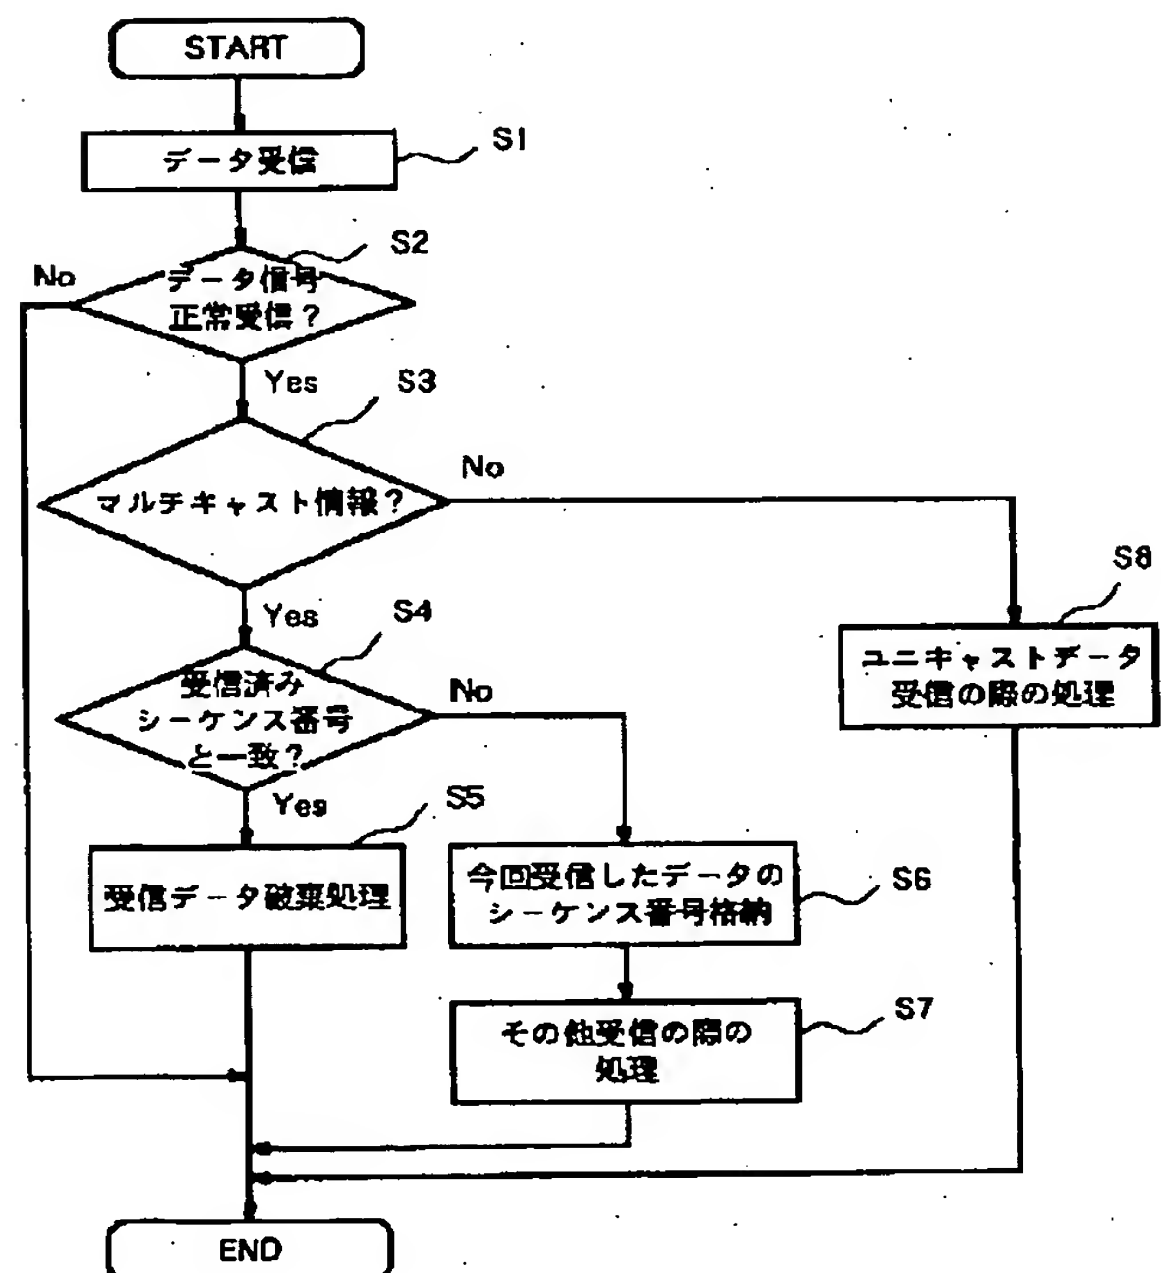 START
データ受信
S1
データ信号
正常受信?
S2
No
Yes
マルチキャスト情報?
S3
No
Yes
受信済み
シーケンス番号
と一致?
S4
No
Yes
受信データ破棄処理
S5
今回受信したデータの
シーケンス番号格納
S6
その他受信の際の
処理
S7
ユニキャストデータ
受信の際の処理
S8
END